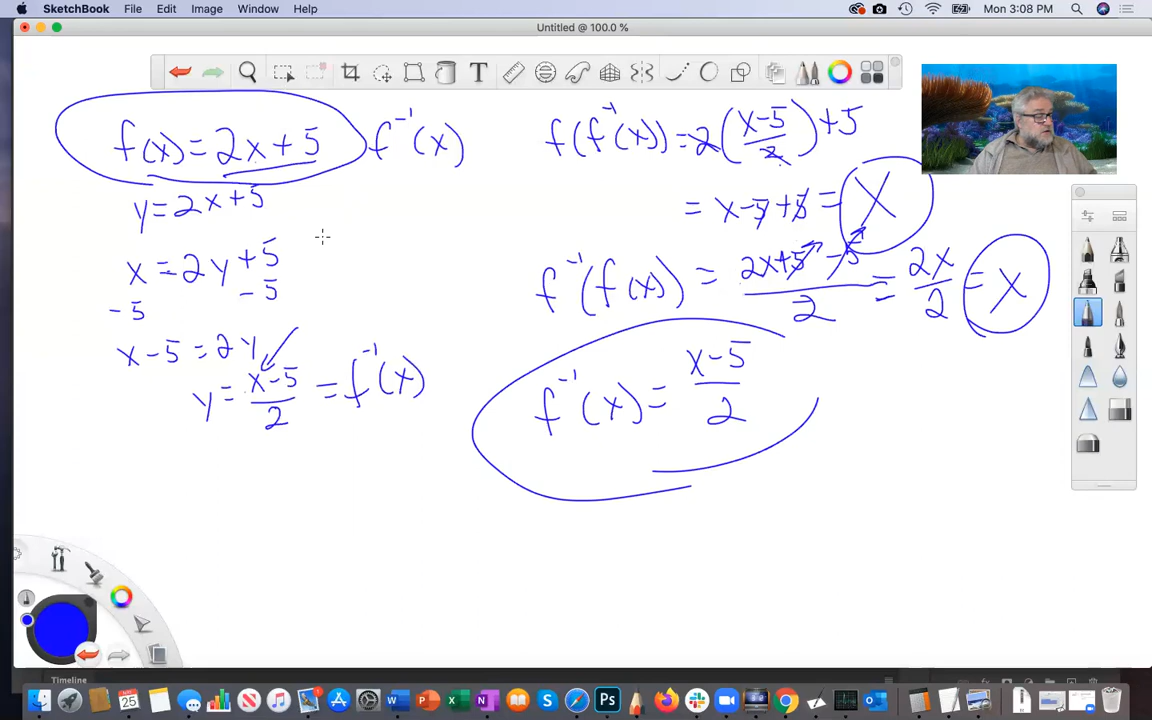 SketchBook File Edit Image Window Help Mon 3:08 PM
Untitled @ 100.0 %
f(x) = 2x + 5 f⁻¹(x)
y = 2x + 5
x = 2y + 5
-5 -5
x - 5 = 2y
y = (x-5)/2 = f⁻¹(x)
f(f⁻¹(x)) = 2((x-5)/2) + 5
= x - 5 + 5 = x
f⁻¹(f(x)) = (2x + 5 - 5)/2 = 2x/2 = x
f⁻¹(x) = (x-5)/2
Timeline